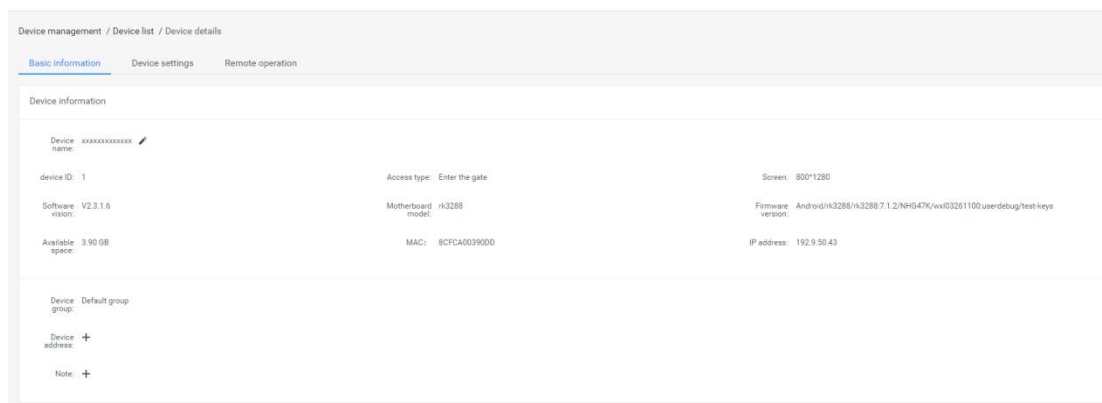 Device management / Device list / Device details
Basic information Device settings Remote operation
Device information
Device name: xxxxxxxxxxxxx
device ID: 1 Access type: Enter the gate Screen: 800*1280
Software vision: V2.3.1.6 Motherboard model: rk3288 Firmware version: Android/rk3288/rk3288:7.1.2/NHG47K/wxl03261100:userdebug/test-keys
Available space: 3.90 GB MAC: 8CFCA00390DD IP address: 192.9.50.43
Device group: Default group
Device address: +
Note: +